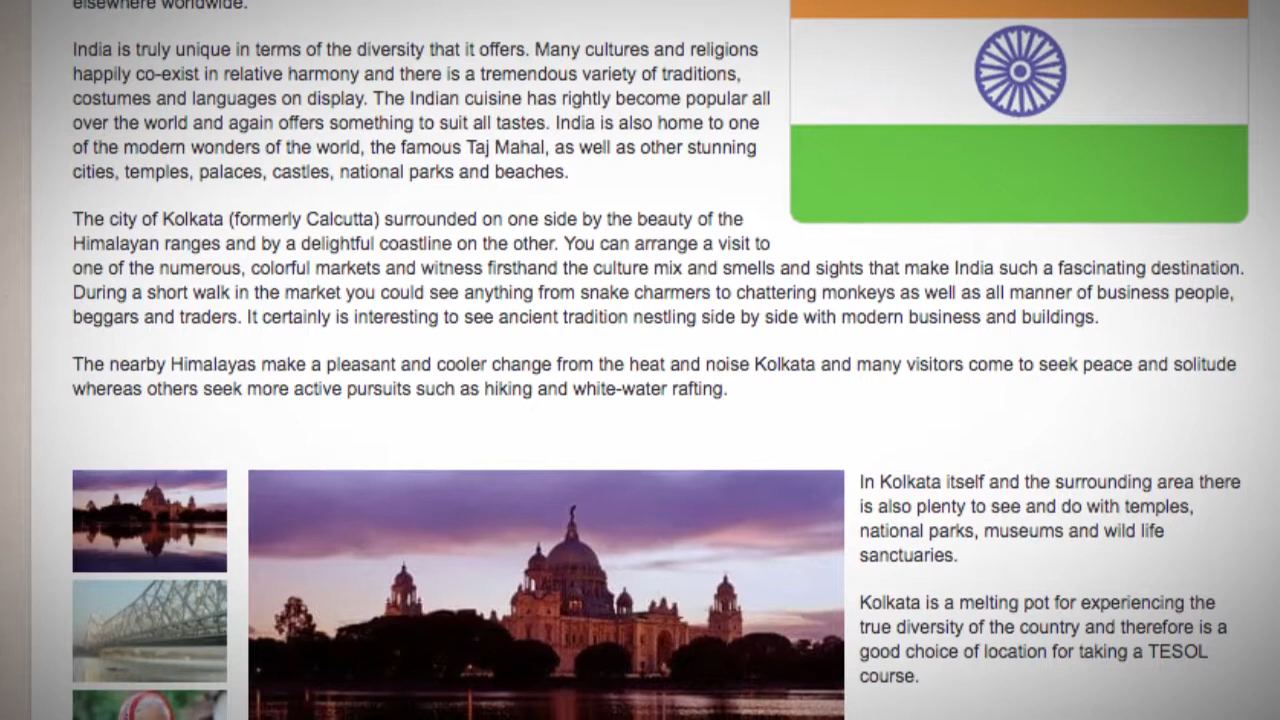 elsewhere worldwide.
India is truly unique in terms of the diversity that it offers. Many cultures and religions
happily co-exist in relative harmony and there is a tremendous variety of traditions,
costumes and languages on display. The Indian cuisine has rightly become popular all
over the world and again offers something to suit all tastes. India is also home to one
of the modern wonders of the world, the famous Taj Mahal, as well as other stunning
cities, temples, palaces, castles, national parks and beaches.
The city of Kolkata (formerly Calcutta) surrounded on one side by the beauty of the
Himalayan ranges and by a delightful coastline on the other. You can arrange a visit to
one of the numerous, colorful markets and witness firsthand the culture mix and smells and sights that make India such a fascinating destination.
During a short walk in the market you could see anything from snake charmers to chattering monkeys as well as all manner of business people,
beggars and traders. It certainly is interesting to see ancient tradition nestling side by side with modern business and buildings.
The nearby Himalayas make a pleasant and cooler change from the heat and noise Kolkata and many visitors come to seek peace and solitude
whereas others seek more active pursuits such as hiking and white-water rafting.
In Kolkata itself and the surrounding area there
is also plenty to see and do with temples,
national parks, museums and wild life
sanctuaries.
Kolkata is a melting pot for experiencing the
true diversity of the country and therefore is a
good choice of location for taking a TESOL
course.